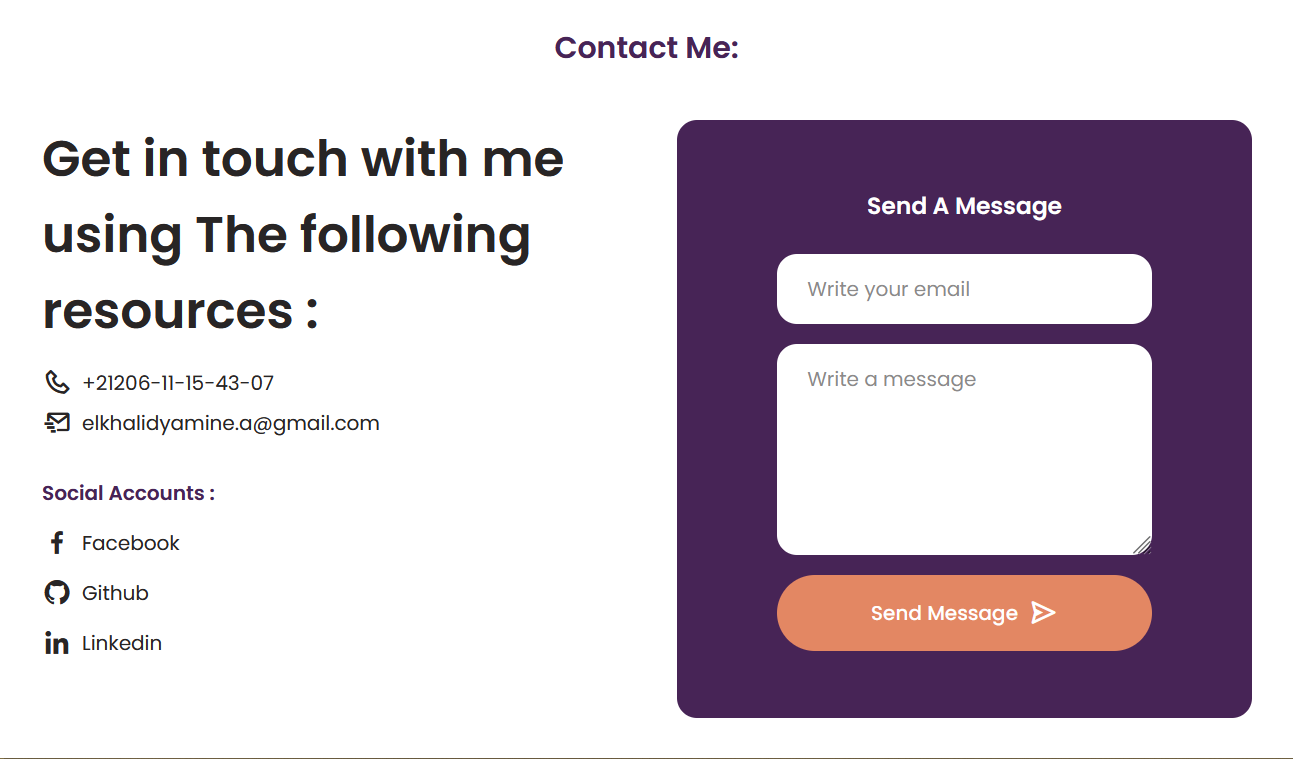 Contact Me:
Get in touch with me
using The following
resources :
+21206-11-15-43-07
elkhalidyamine.a@gmail.com
Social Accounts :
Facebook
Github
Linkedin
Send A Message
Write your email
Write a message
Send Message